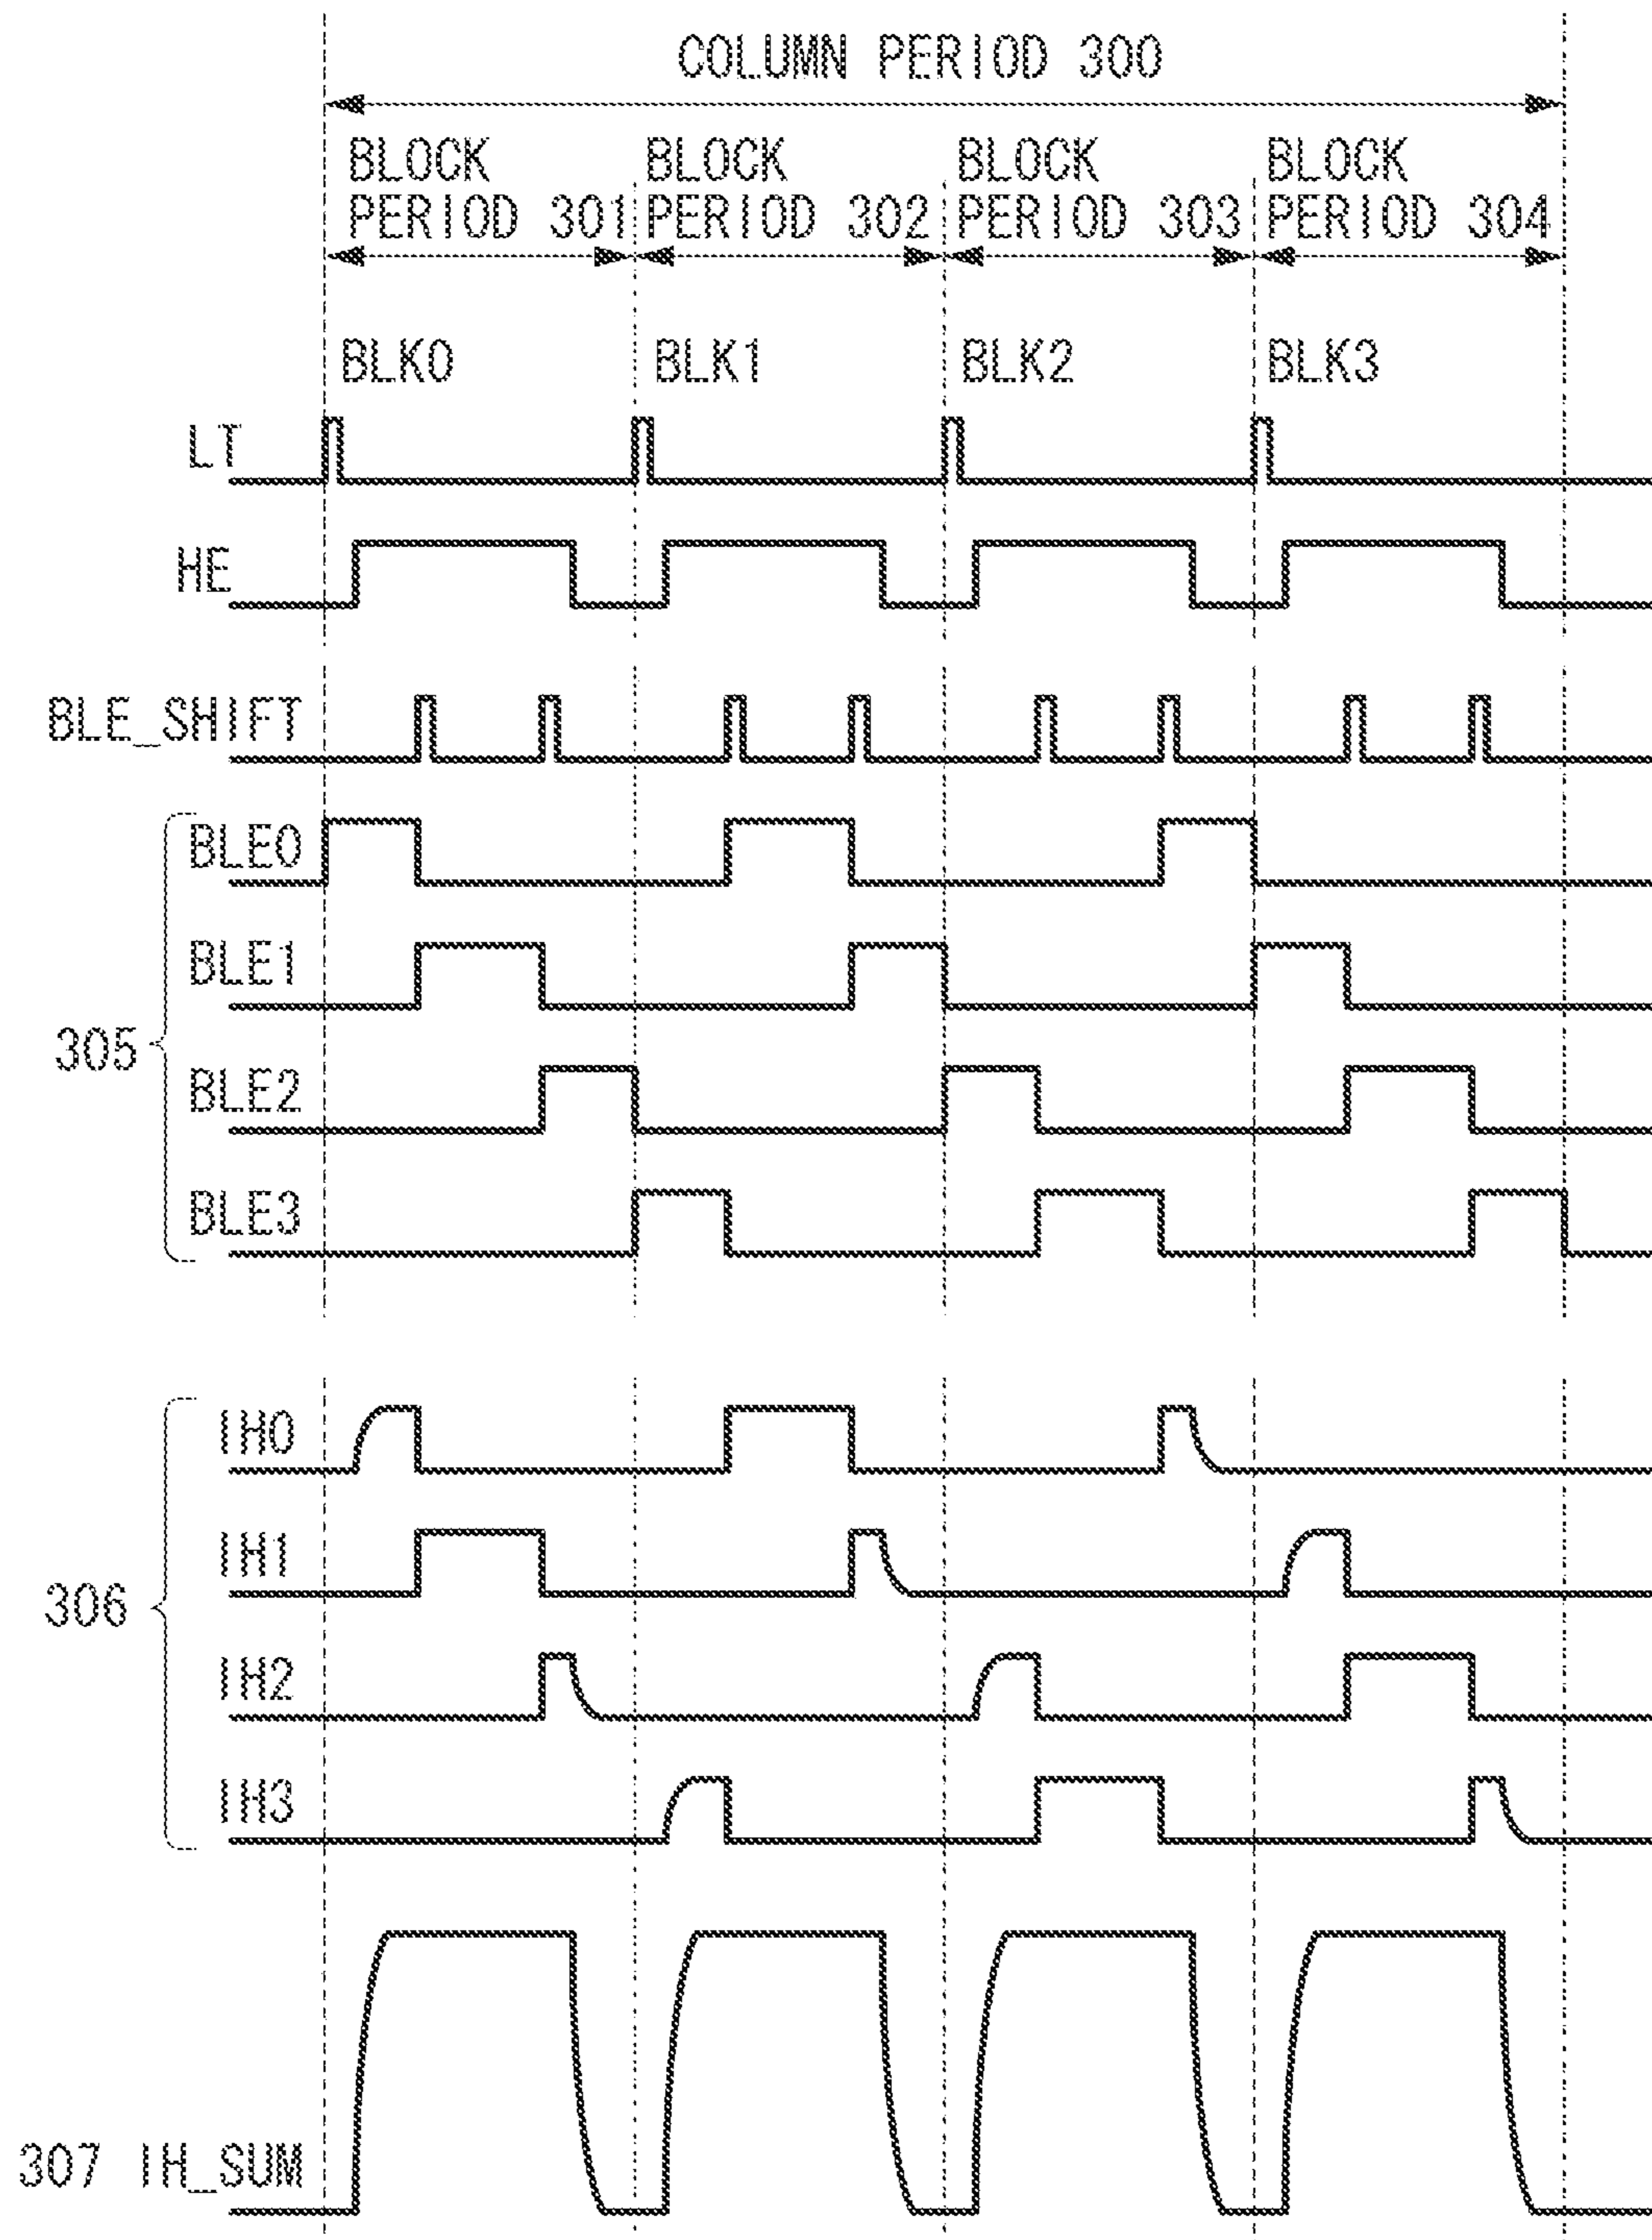 COLUMN PERIOD 300
BLOCK PERIOD 301
BLOCK PERIOD 302
BLOCK PERIOD 303
BLOCK PERIOD 304
BLK0
BLK1
BLK2
BLK3
LT
HE
BLE_SHIFT
305
BLE0
BLE1
BLE2
BLE3
306
IH0
IH1
IH2
IH3
307 IH_SUM